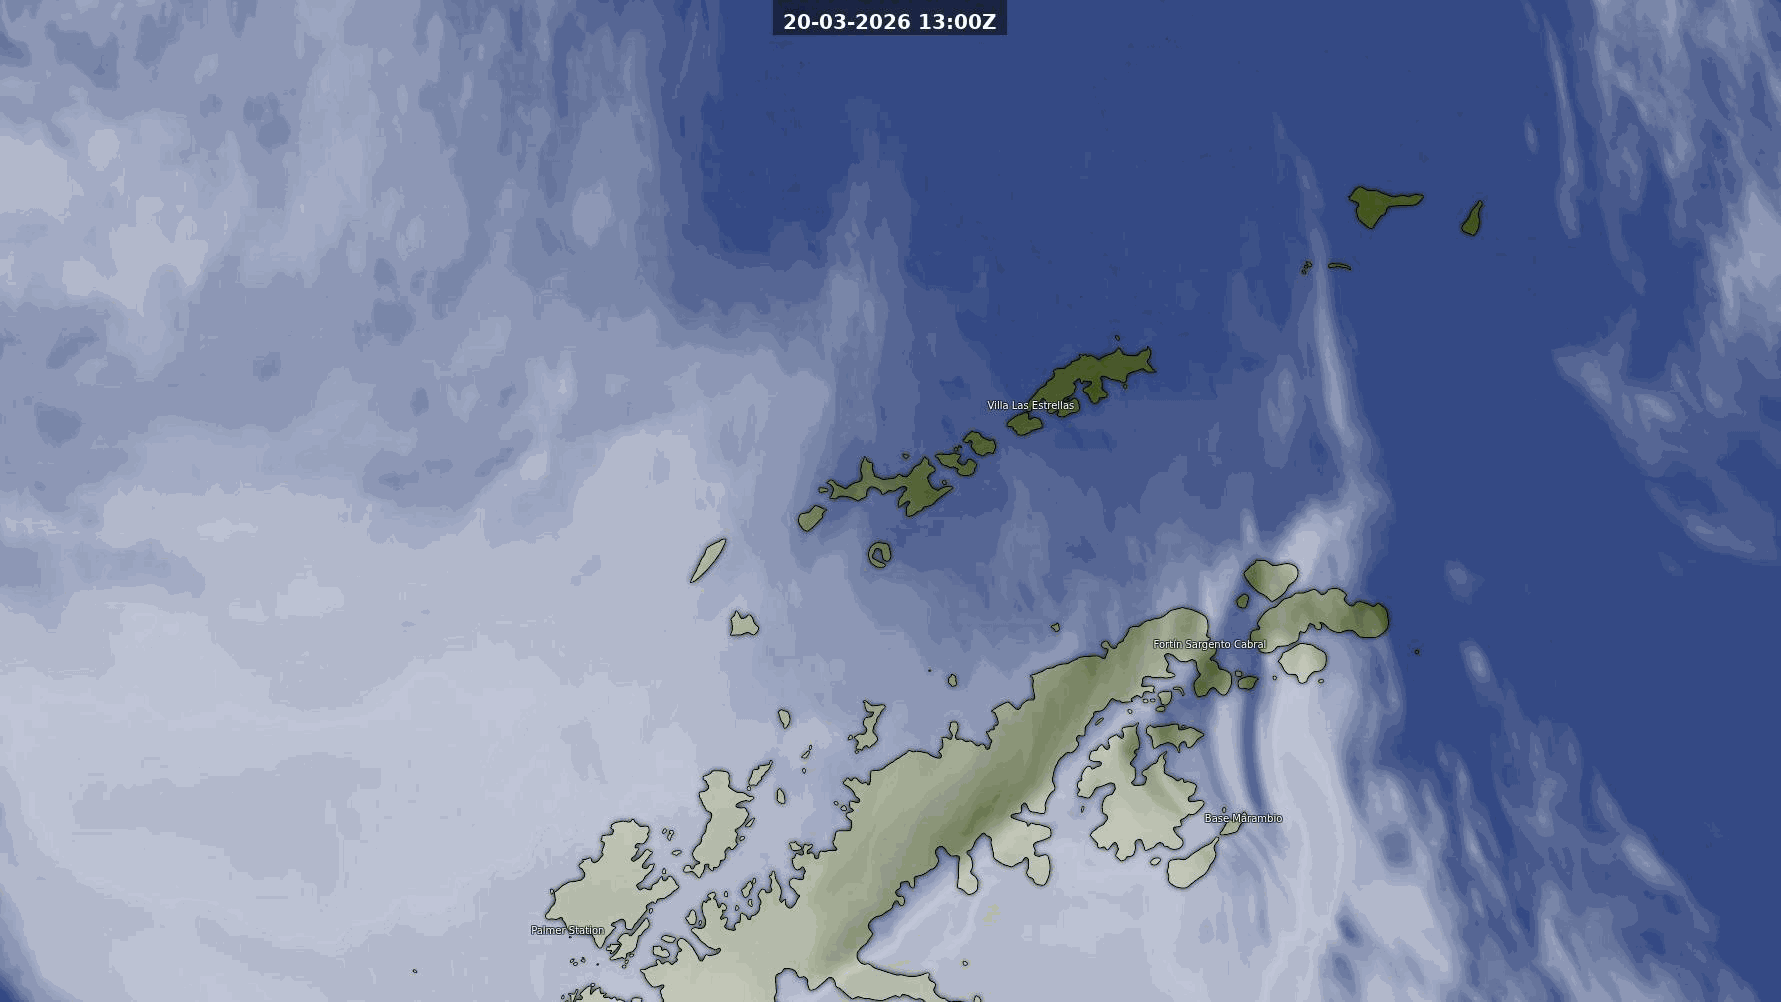 20-03-2026 13:00Z
Villa Las Estrellas
Fortín Sargento Cabral
Base Marambio
Palmer Station